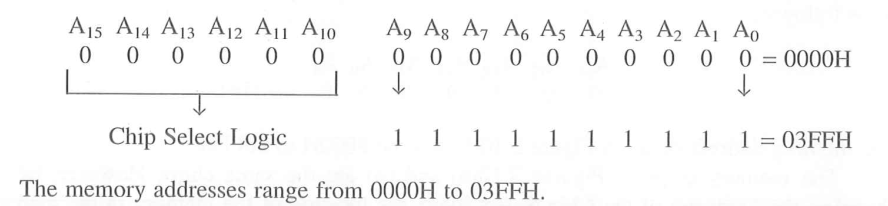 A15 A14 A13 A12 A11 A10 A9 A8 A7 A6 A5 A4 A3 A2 A1 A0
0 0 0 0 0 0 0 0 0 0 0 0 0 0 0 0 = 0000H
Chip Select Logic 1 1 1 1 1 1 1 1 1 1 = 03FFH
The memory addresses range from 0000H to 03FFH.